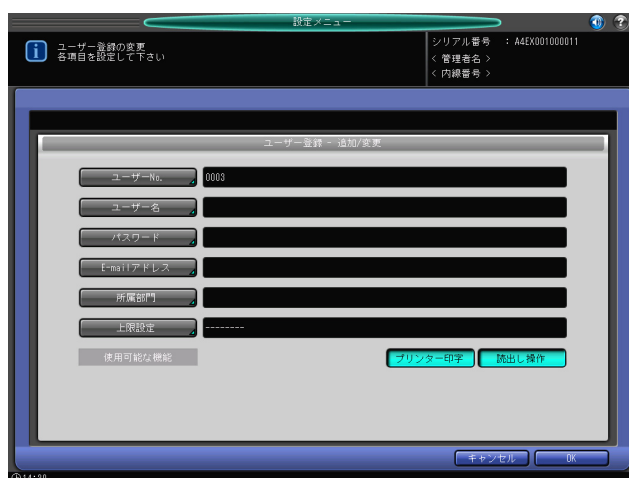 設定メニュー
ユーザー登録の変更
各項目を設定して下さい
シリアル番号 : A4EX001000011
< 管理者名 >
< 内線番号 >
ユーザー登録 - 追加/変更
ユーザーNo. 0003
ユーザー名
パスワード
E-mailアドレス
所属部門
上限設定 --------
使用可能な機能 プリンター印字 読出し操作
キャンセル OK